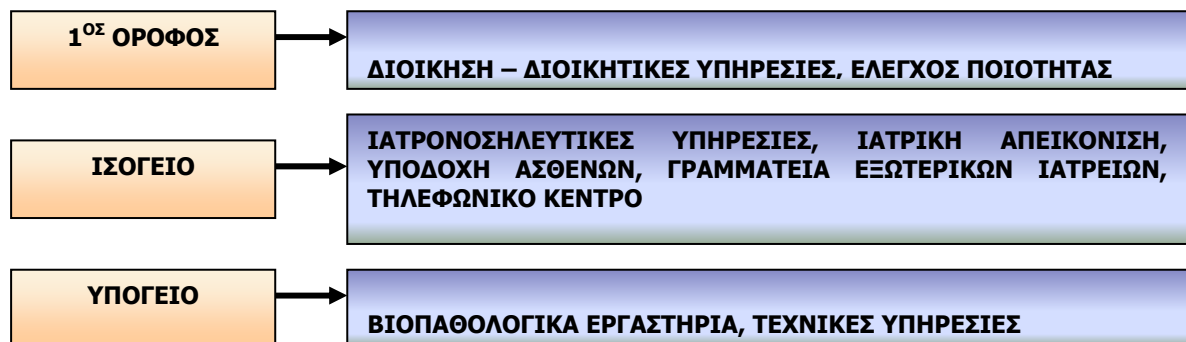 1ΟΣ ΟΡΟΦΟΣ
ΔΙΟΙΚΗΣΗ – ΔΙΟΙΚΗΤΙΚΕΣ ΥΠΗΡΕΣΙΕΣ, ΕΛΕΓΧΟΣ ΠΟΙΟΤΗΤΑΣ
ΙΣΟΓΕΙΟ
ΙΑΤΡΟΝΟΣΗΛΕΥΤΙΚΕΣ ΥΠΗΡΕΣΙΕΣ, ΙΑΤΡΙΚΗ ΑΠΕΙΚΟΝΙΣΗ,
ΥΠΟΔΟΧΗ ΑΣΘΕΝΩΝ, ΓΡΑΜΜΑΤΕΙΑ ΕΞΩΤΕΡΙΚΩΝ ΙΑΤΡΕΙΩΝ,
ΤΗΛΕΦΩΝΙΚΟ ΚΕΝΤΡΟ
ΥΠΟΓΕΙΟ
ΒΙΟΠΑΘΟΛΟΓΙΚΑ ΕΡΓΑΣΤΗΡΙΑ, ΤΕΧΝΙΚΕΣ ΥΠΗΡΕΣΙΕΣ